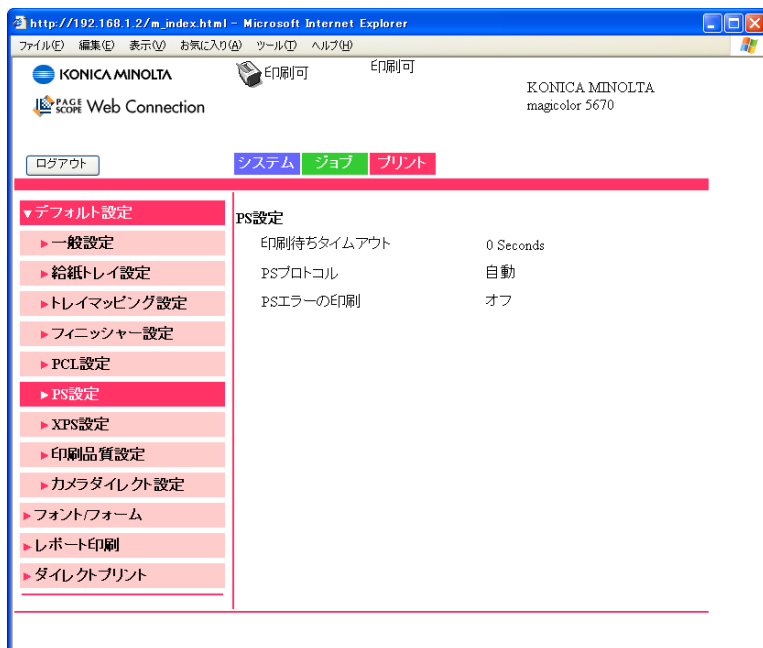 http://192.168.1.2/m_index.html - Microsoft Internet Explorer
ファイル(F) 編集(E) 表示(V) お気に入り(A) ツール(T) ヘルプ(H)
KONICA MINOLTA
印刷可
印刷可
KONICA MINOLTA
magicolor 5670
PAGE SCOPE Web Connection
ログアウト
システム ジョブ プリント
▼デフォルト設定
▶一般設定
▶給紙トレイ設定
▶トレイマッピング設定
▶フィニッシャー設定
▶PCL設定
▶PS設定
▶XPS設定
▶印刷品質設定
▶カメラダイレクト設定
▶フォント/フォーム
▶レポート印刷
▶ダイレクトプリント
PS設定
印刷待ちタイムアウト 0 Seconds
PSプロトコル 自動
PSエラーの印刷 オフ